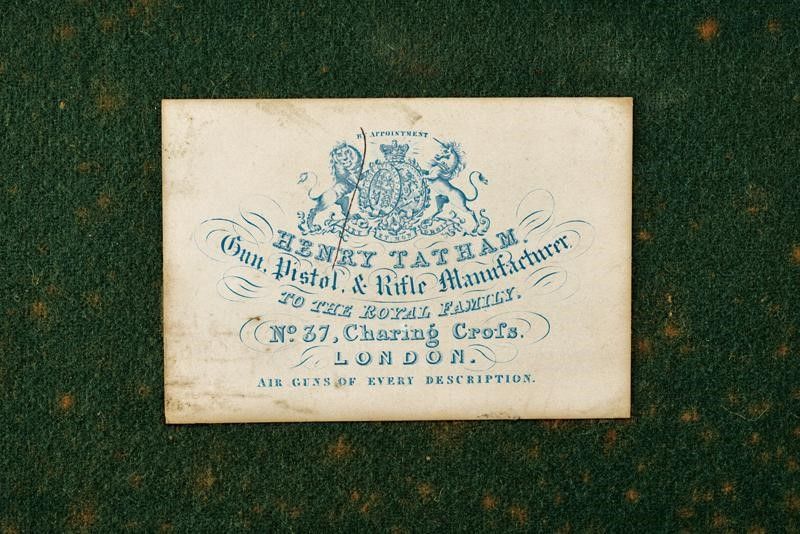 BY APPOINTMENT
HENRY TATHAM.
Gun, Pistol, & Rifle Manufacturer
TO THE ROYAL FAMILY.
No. 37, Charing Croſs.
LONDON.
AIR GUNS OF EVERY DESCRIPTION.